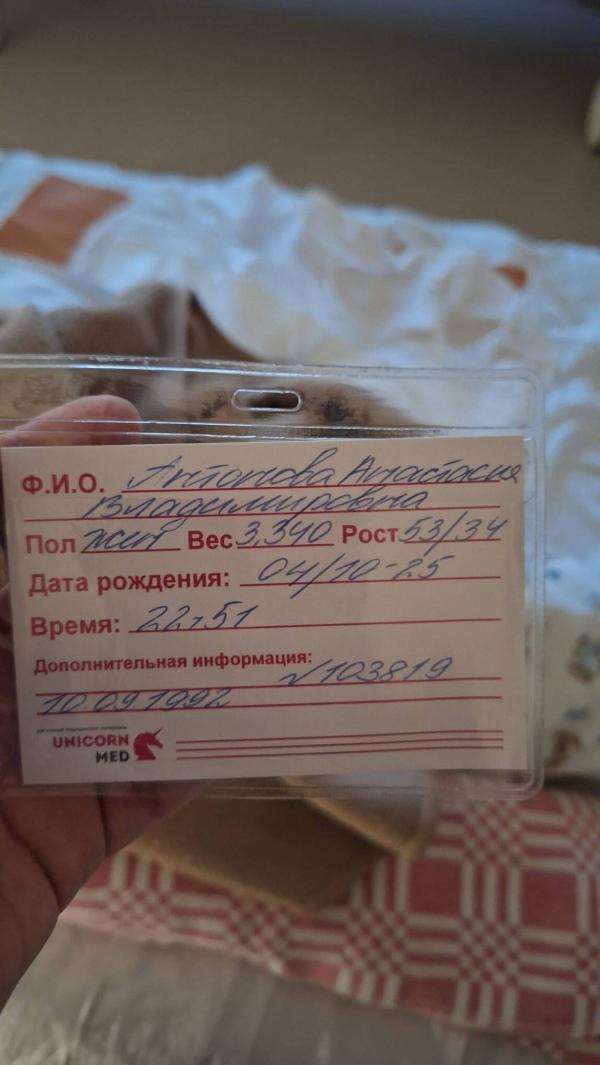 Ф.И.О. Антонова Анастасия
Владимировна
Пол жен Вес 3,340 Рост 53/34
Дата рождения: 04/10-25
Время: 22ч51
Дополнительная информация:
√103819
10.09.1992
UNICORN
MED